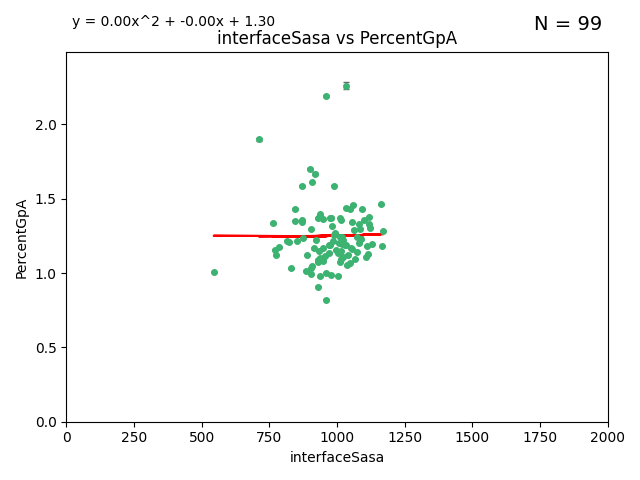 y = 0.00x^2 + -0.00x + 1.30
N = 99
interfaceSasa vs PercentGpA
PercentGpA
2.0
1.5
1.0
0.5
0.0
0 250 500 750 1000 1250 1500 1750 2000
interfaceSasa